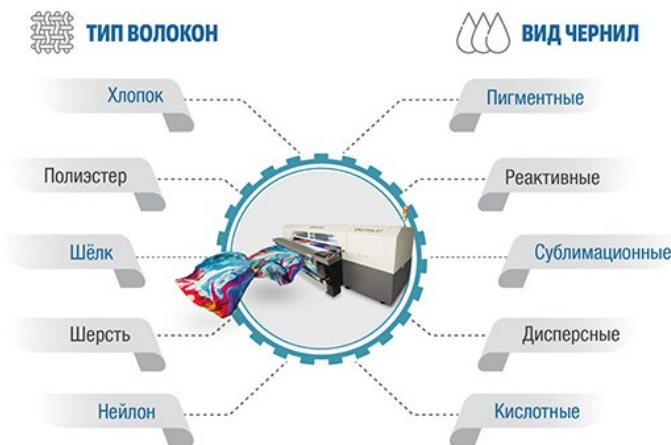 ТИП ВОЛОКОН
Хлопок
Полиэстер
Шёлк
Шерсть
Нейлон
ВИД ЧЕРНИЛ
Пигментные
Реактивные
Сублимационные
Дисперсные
Кислотные